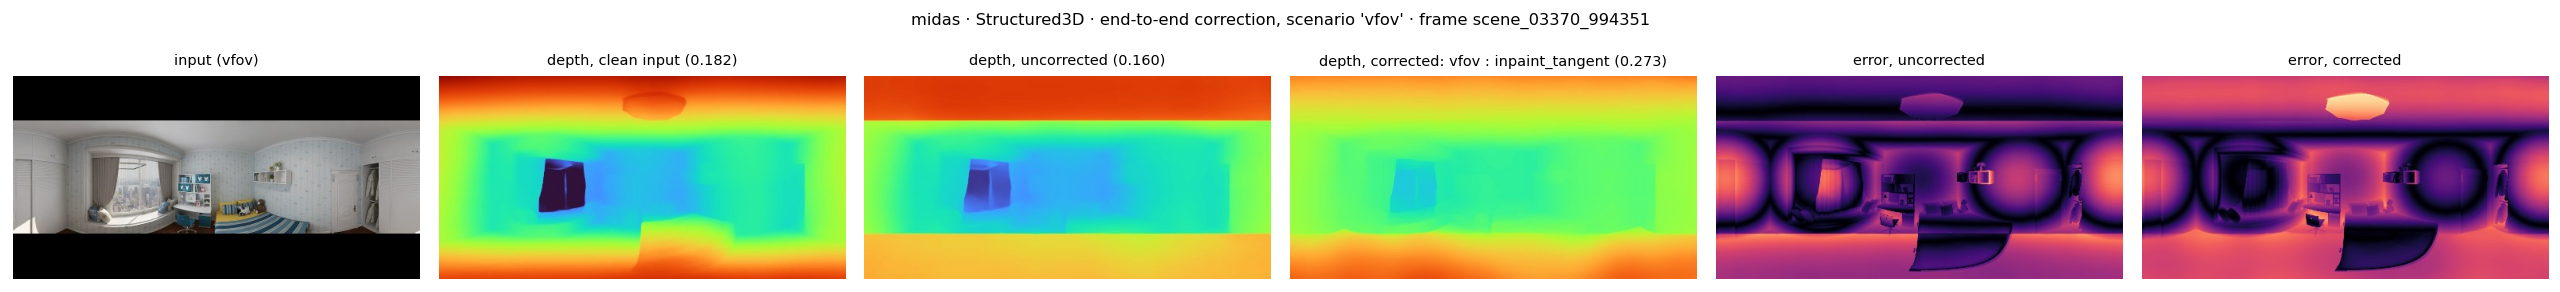 midas · Structured3D · end-to-end correction, scenario 'vfov' · frame scene_03370_994351
input (vfov)
depth, clean input (0.182)
depth, uncorrected (0.160)
depth, corrected: vfov : inpaint_tangent (0.273)
error, uncorrected
error, corrected